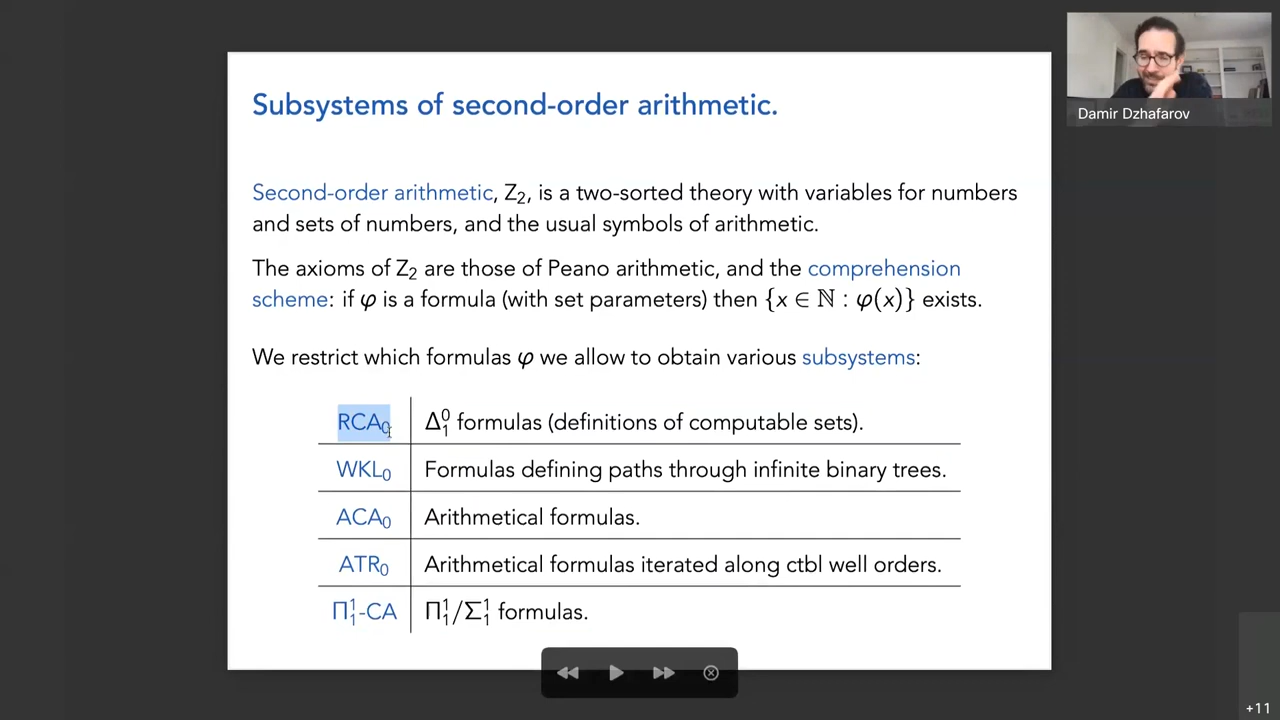 Subsystems of second-order arithmetic.
Damir Dzhafarov
Second-order arithmetic, Z₂, is a two-sorted theory with variables for numbers
and sets of numbers, and the usual symbols of arithmetic.
The axioms of Z₂ are those of Peano arithmetic, and the comprehension
scheme: if φ is a formula (with set parameters) then {x ∈ ℕ : φ(x)} exists.
We restrict which formulas φ we allow to obtain various subsystems:
RCA₀ Δ⁰₁ formulas (definitions of computable sets).
WKL₀ Formulas defining paths through infinite binary trees.
ACA₀ Arithmetical formulas.
ATR₀ Arithmetical formulas iterated along ctbl well orders.
Π¹₁-CA Π¹₁/Σ¹₁ formulas.
+11